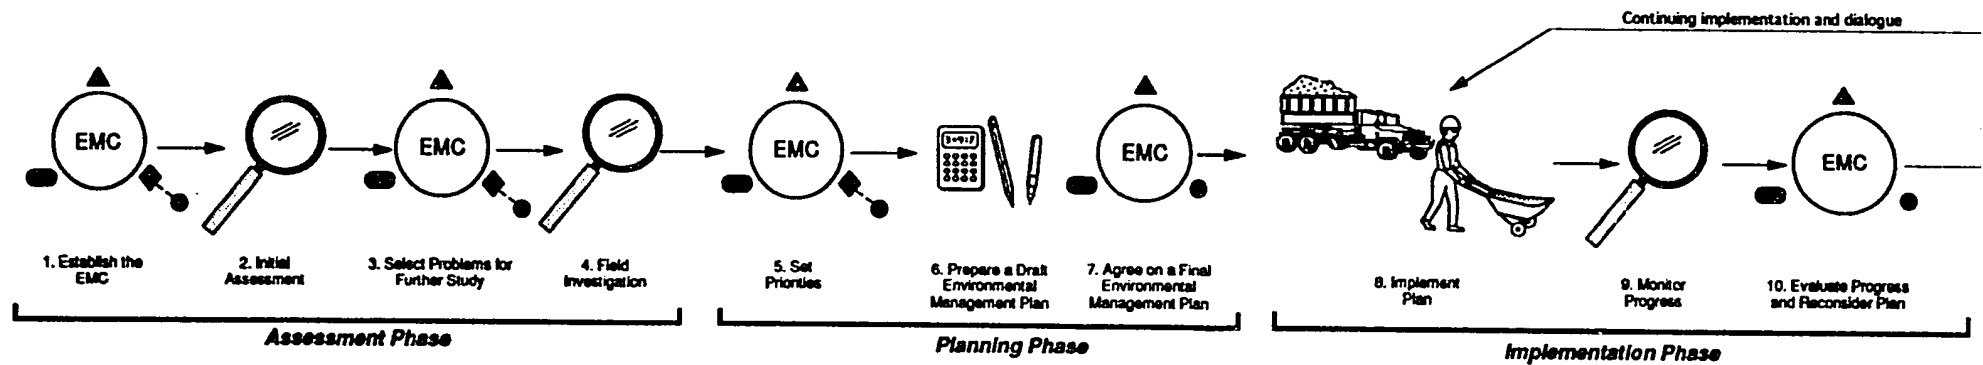 Continuing implementation and dialogue
EMC
EMC
EMC
EMC
EMC
1. Establish the
EMC
2. Initial
Assessment
3. Select Problems for
Further Study
4. Field
Investigation
5. Set
Priorities
6. Prepare a Draft
Environmental
Management Plan
7. Agree on a Final
Environmental
Management Plan
8. Implement
Plan
9. Monitor
Progress
10. Evaluate Progress
and Reconsider Plan
Assessment Phase
Planning Phase
Implementation Phase